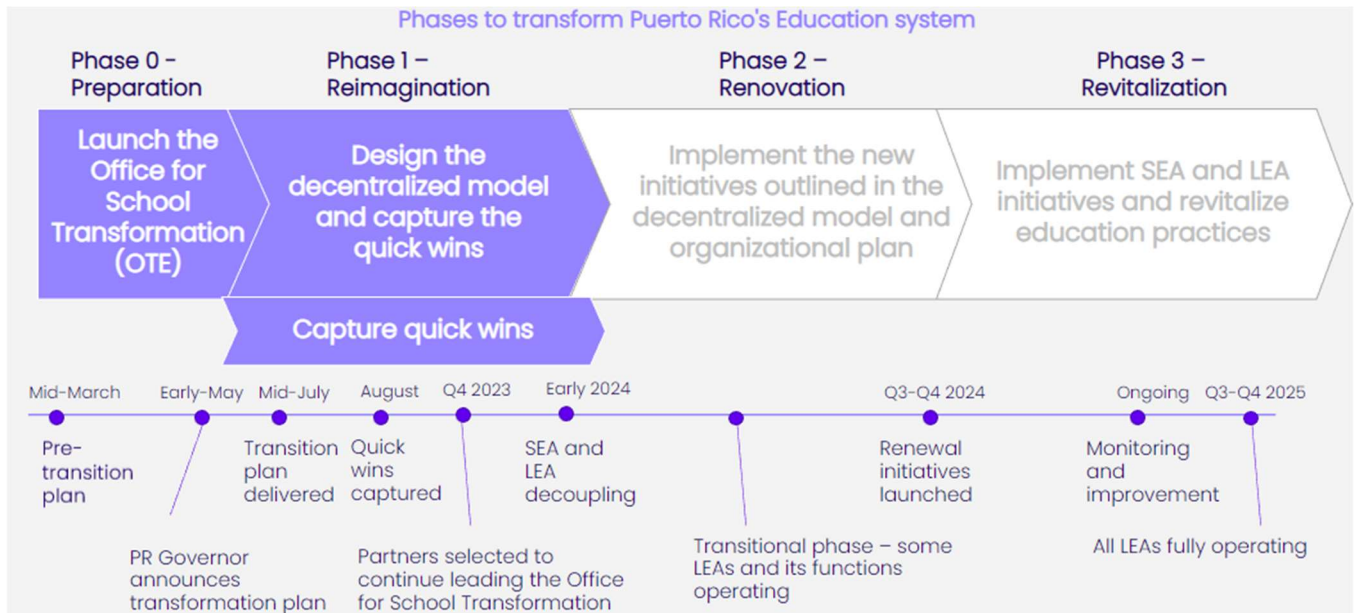 Phases to transform Puerto Rico's Education system
Phase 0 -
Preparation
Phase 1 –
Reimagination
Phase 2 –
Renovation
Phase 3 –
Revitalization
Launch the
Office for
School
Transformation
(OTE)
Design the
decentralized model
and capture the
quick wins
Implement the new
initiatives outlined in the
decentralized model and
organizational plan
Implement SEA and LEA
initiatives and revitalize
education practices
Capture quick wins
Mid-March
Early-May
Mid-July
August
Q4 2023
Early 2024
Q3-Q4 2024
Ongoing
Q3-Q4 2025
Pre-
transition
plan
Transition
plan
delivered
Quick
wins
captured
SEA and
LEA
decoupling
Renewal
initiatives
launched
Monitoring
and
improvement
PR Governor
announces
transformation plan
Partners selected to
continue leading the Office
for School Transformation
Transitional phase – some
LEAs and its functions
operating
All LEAs fully operating